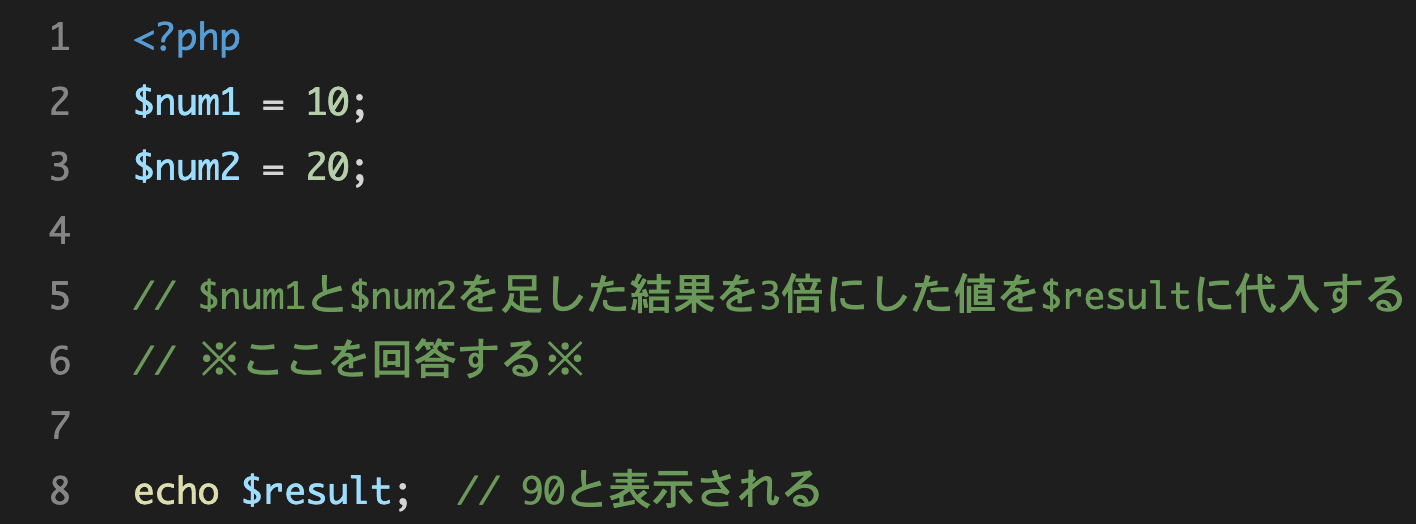 1 <?php
2 $num1 = 10;
3 $num2 = 20;
4
5 // $num1と$num2を足した結果を3倍にした値を$resultに代入する
6 // ※ここを回答する※
7
8 echo $result;  // 90と表示される